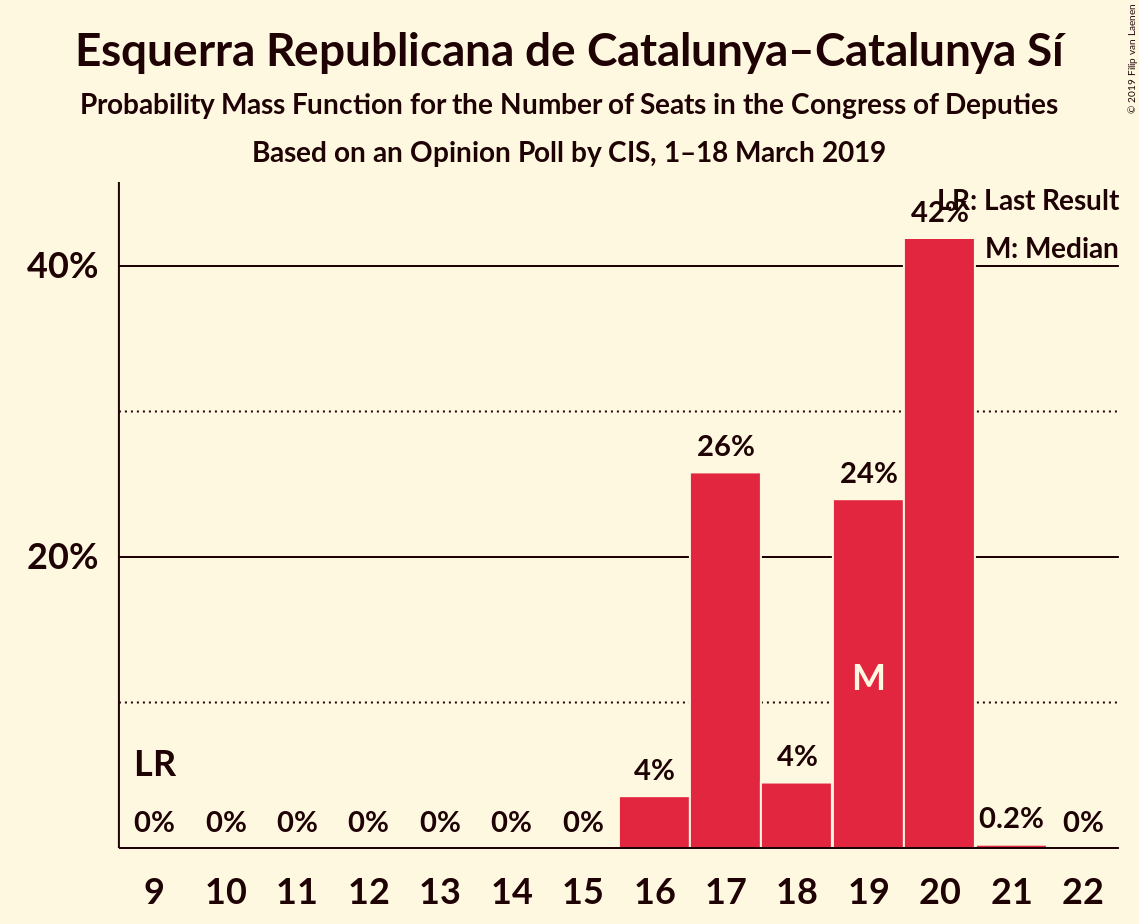 Esquerra Republicana de Catalunya–Catalunya Sí
Probability Mass Function for the Number of Seats in the Congress of Deputies
Based on an Opinion Poll by CIS, 1–18 March 2019
© 2019 Filip van Laenen
LR: Last Result
M: Median
40%
20%
42%
26%
24%
M
4%
4%
LR
0%
0%
0%
0%
0%
0%
0%
0.2%
0%
9 10 11 12 13 14 15 16 17 18 19 20 21 22